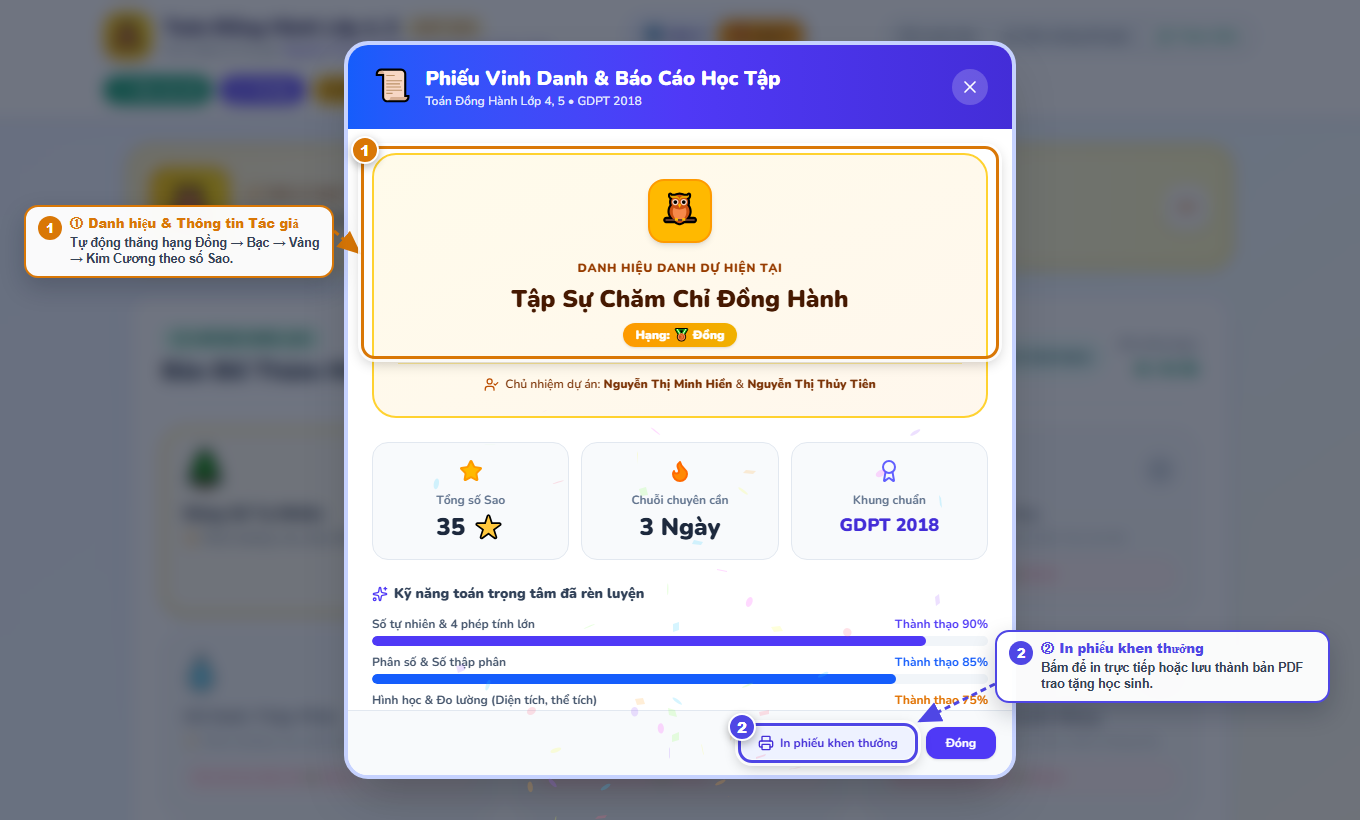 Phiếu Vinh Danh & Báo Cáo Học Tập
Toán Đồng Hành Lớp 4, 5 • GDPT 2018
1
1
① Danh hiệu & Thông tin Tác giả
Tự động thăng hạng Đồng → Bạc → Vàng
→ Kim Cương theo số Sao.
DANH HIỆU DANH DỰ HIỆN TẠI
Tập Sự Chăm Chỉ Đồng Hành
Hạng: Đồng
Chủ nhiệm dự án: Nguyễn Thị Minh Hiền & Nguyễn Thị Thủy Tiên
Tổng số Sao
35
Chuỗi chuyên cần
3 Ngày
Khung chuẩn
GDPT 2018
Kỹ năng toán trọng tâm đã rèn luyện
Số tự nhiên & 4 phép tính lớn
Thành thạo 90%
Phân số & Số thập phân
Thành thạo 85%
Hình học & Đo lường (Diện tích, thể tích)
Thành thạo 75%
2
② In phiếu khen thưởng
Bấm để in trực tiếp hoặc lưu thành bản PDF
trao tặng học sinh.
2
In phiếu khen thưởng
Đóng